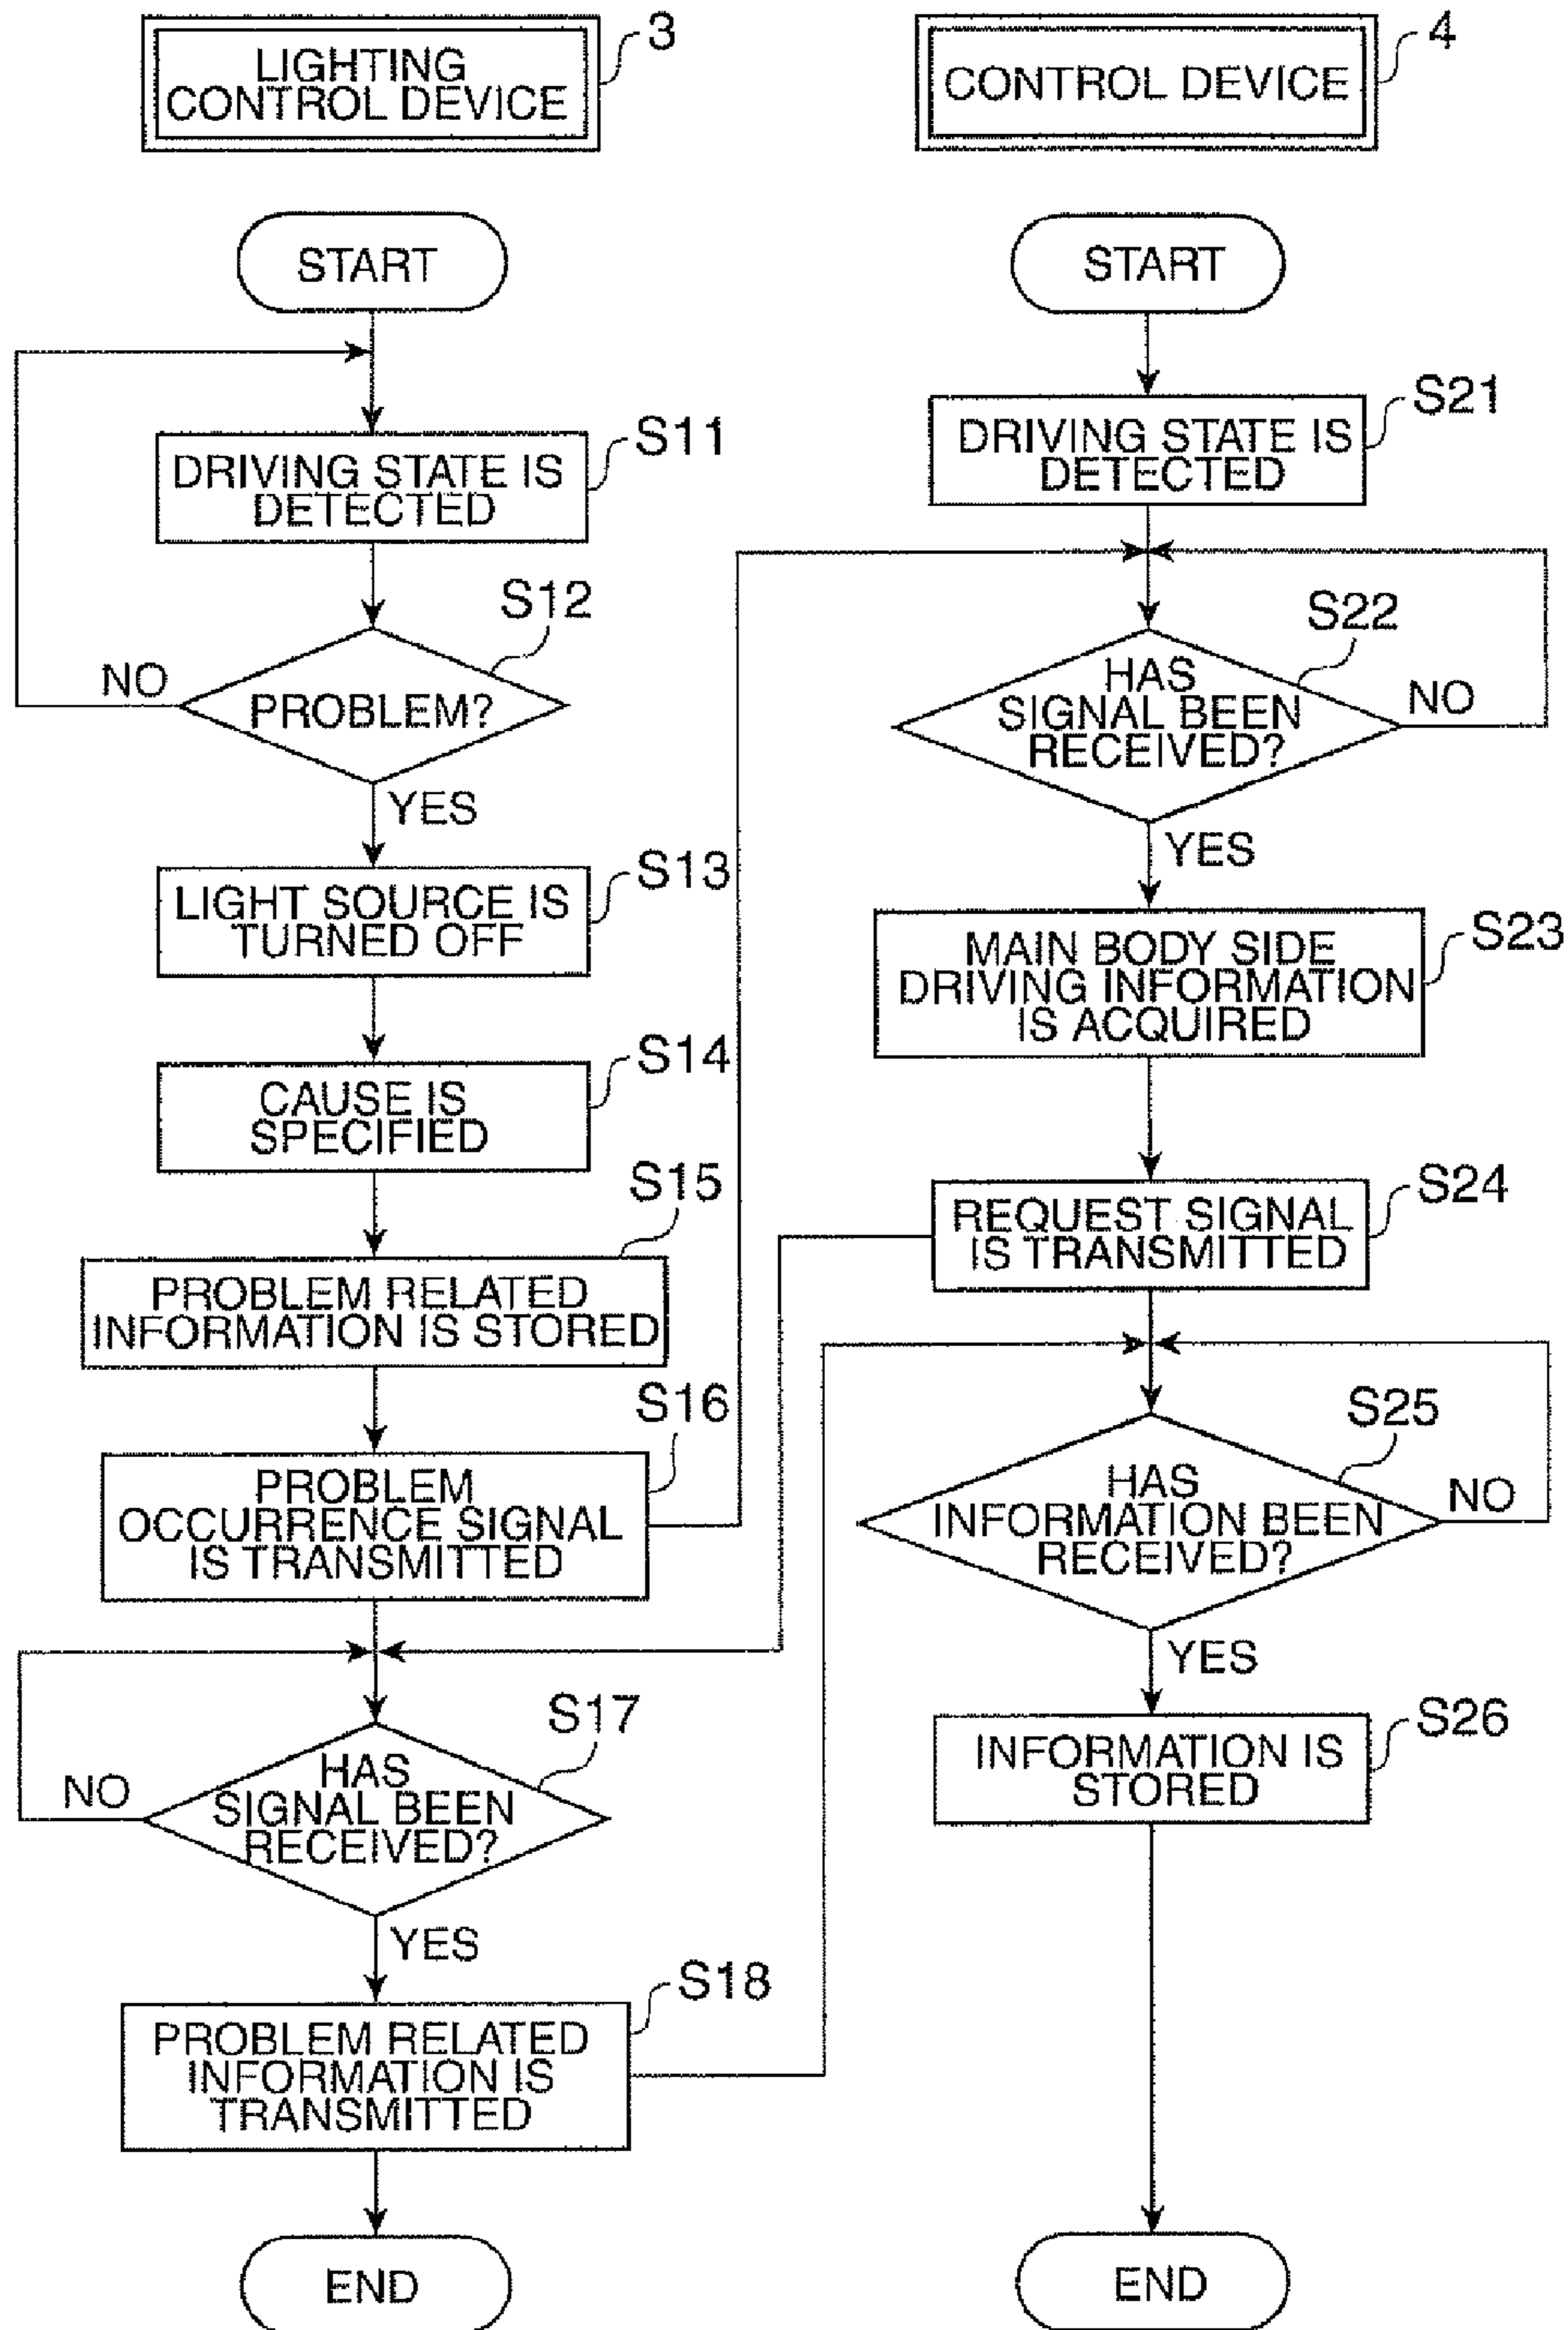 LIGHTING
CONTROL DEVICE
3
START
DRIVING STATE IS
DETECTED
S11
S12
PROBLEM?
NO
YES
LIGHT SOURCE IS
TURNED OFF
S13
CAUSE IS
SPECIFIED
S14
S15
PROBLEM RELATED
INFORMATION IS STORED
S16
PROBLEM
OCCURRENCE SIGNAL
IS TRANSMITTED
S17
HAS
SIGNAL BEEN
RECEIVED?
NO
YES
S18
PROBLEM RELATED
INFORMATION IS
TRANSMITTED
END
CONTROL DEVICE
4
START
DRIVING STATE IS
DETECTED
S21
S22
HAS
SIGNAL BEEN
RECEIVED?
NO
YES
MAIN BODY SIDE
DRIVING INFORMATION
IS ACQUIRED
S23
REQUEST SIGNAL
IS TRANSMITTED
S24
S25
HAS
INFORMATION BEEN
RECEIVED?
NO
YES
INFORMATION IS
STORED
S26
END